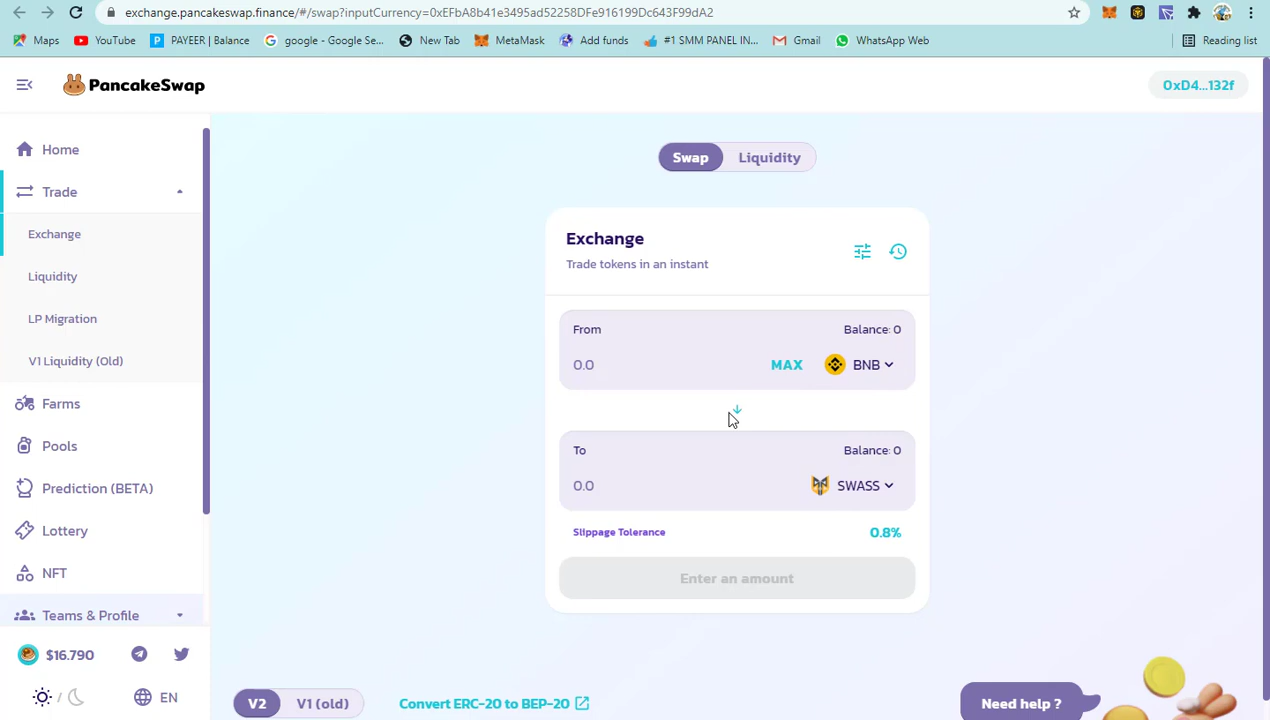 exchange.pancakeswap.finance/#/swap?inputCurrency=0xEFbA8b41e3495ad52258DFe916199Dc643F99dA2
Maps YouTube PAYEER | Balance google - Google Se... New Tab MetaMask Add funds #1 SMM PANEL IN... Gmail WhatsApp Web Reading list
PancakeSwap
0xD4...132f
Home
Trade
Exchange
Liquidity
LP Migration
V1 Liquidity (Old)
Farms
Pools
Prediction (BETA)
Lottery
NFT
Teams & Profile
$16.790
EN
Swap Liquidity
Exchange
Trade tokens in an instant
From Balance: 0
0.0 MAX BNB
To Balance: 0
0.0 SWASS
Slippage Tolerance 0.8%
Enter an amount
V2 V1 (old) Convert ERC-20 to BEP-20
Need help ?